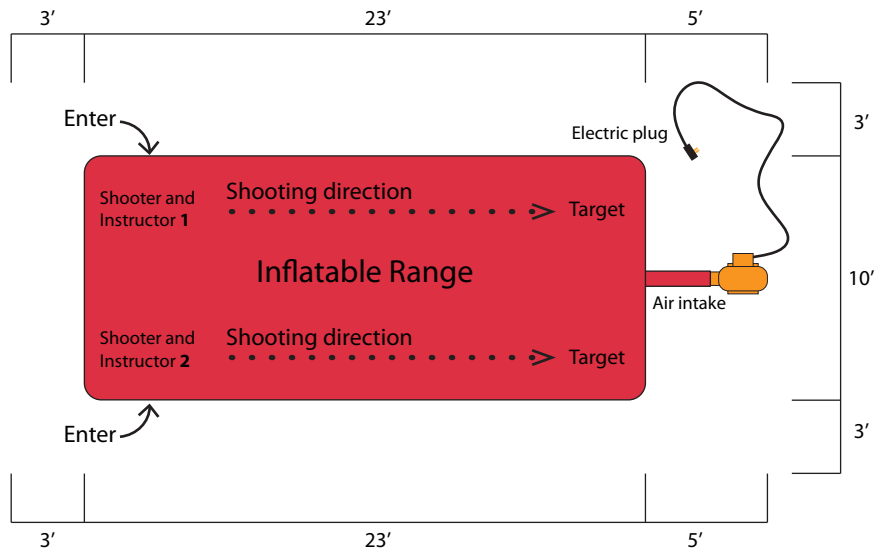 3′ 23′ 5′
Enter
Electric plug
3′
Shooter and
Instructor 1
Shooting direction
Target
Inflatable Range
10′
Air intake
Shooter and
Instructor 2
Shooting direction
Target
Enter
3′
3′ 23′ 5′